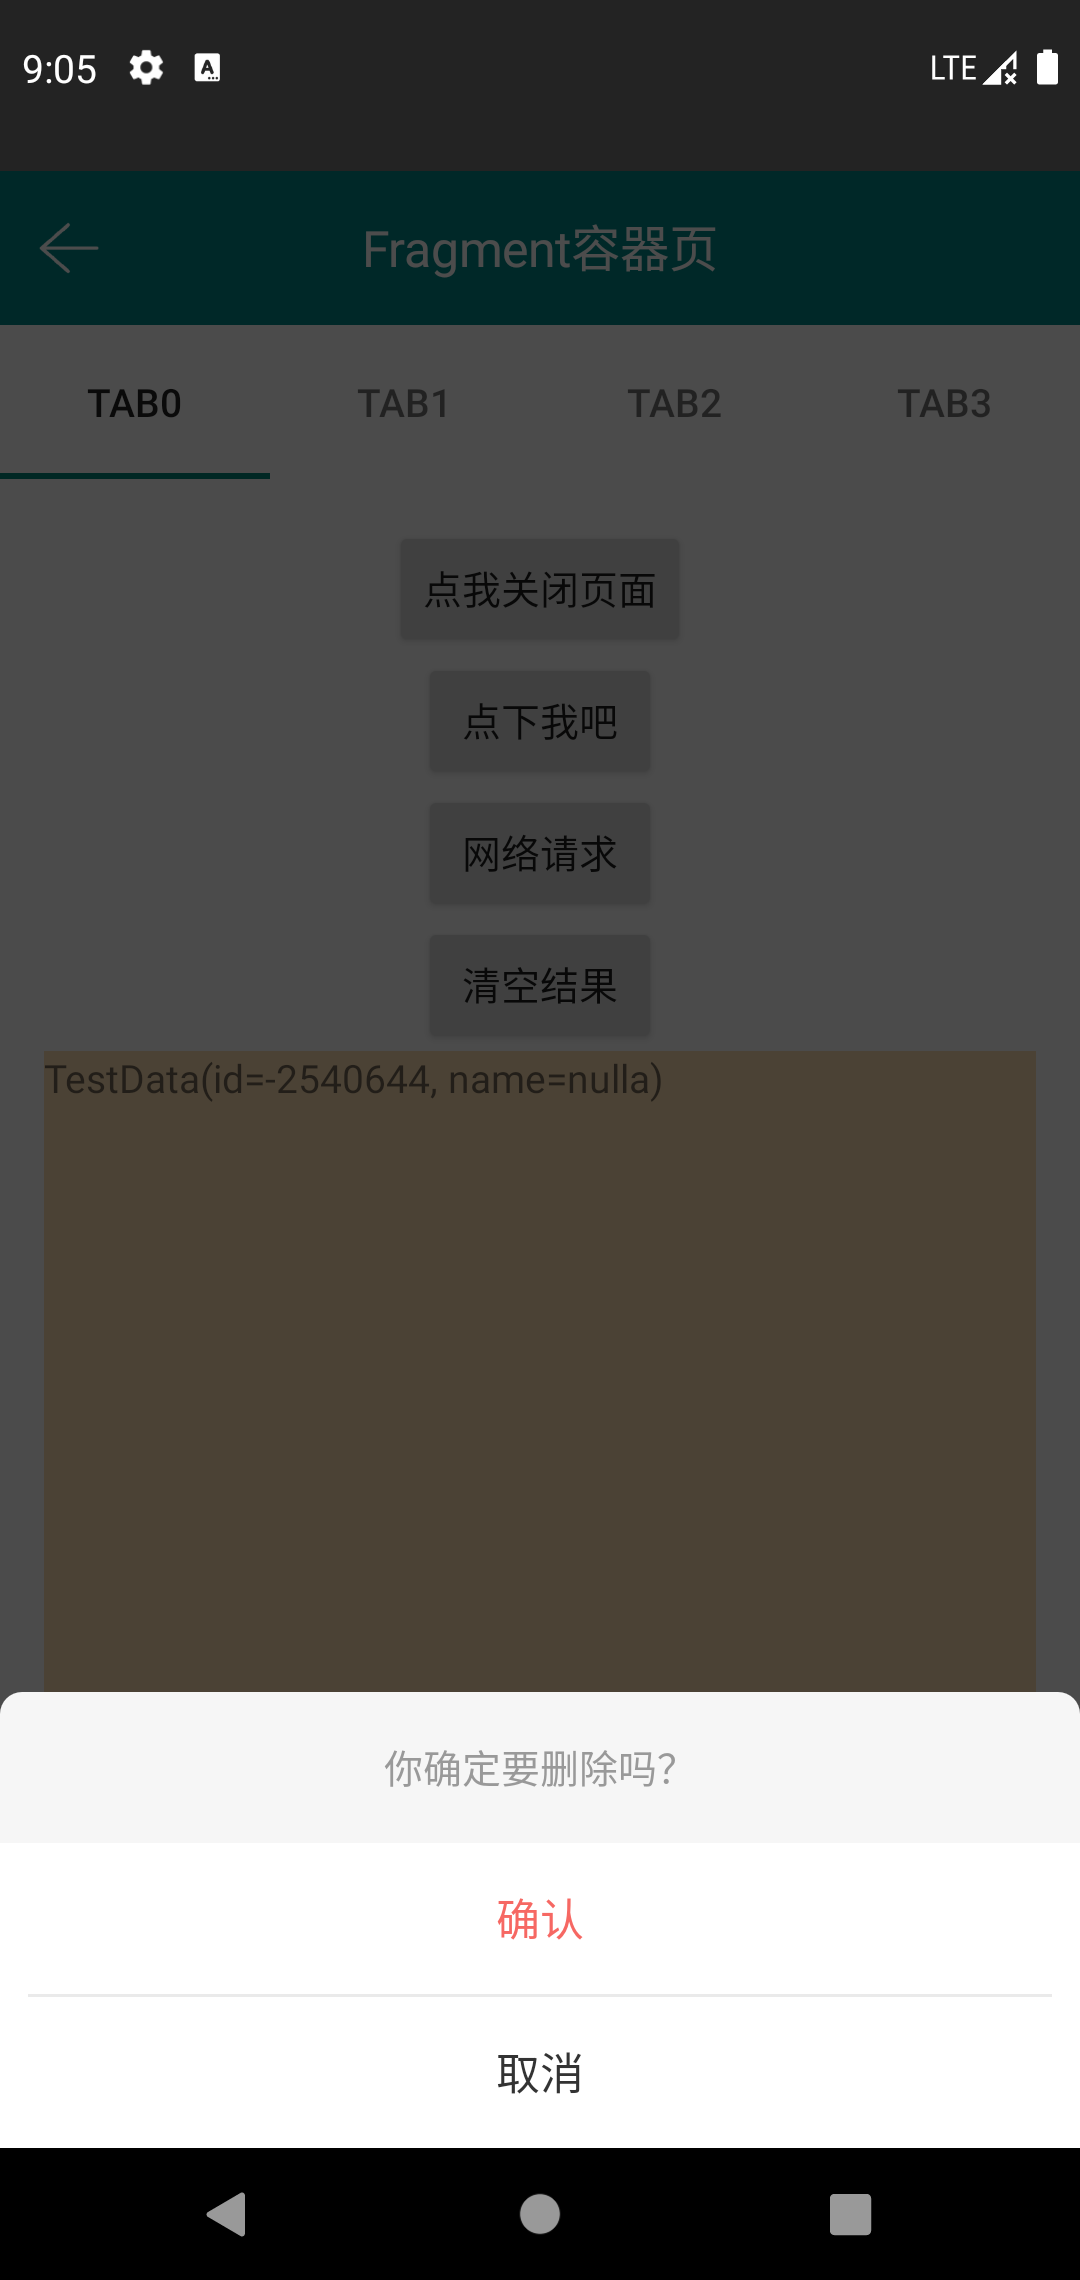 9:05
LTE
Fragment容器页
TAB0 TAB1 TAB2 TAB3
点我关闭页面
点下我吧
网络请求
清空结果
TestData(id=-2540644, name=nulla)
你确定要删除吗?
确认
取消